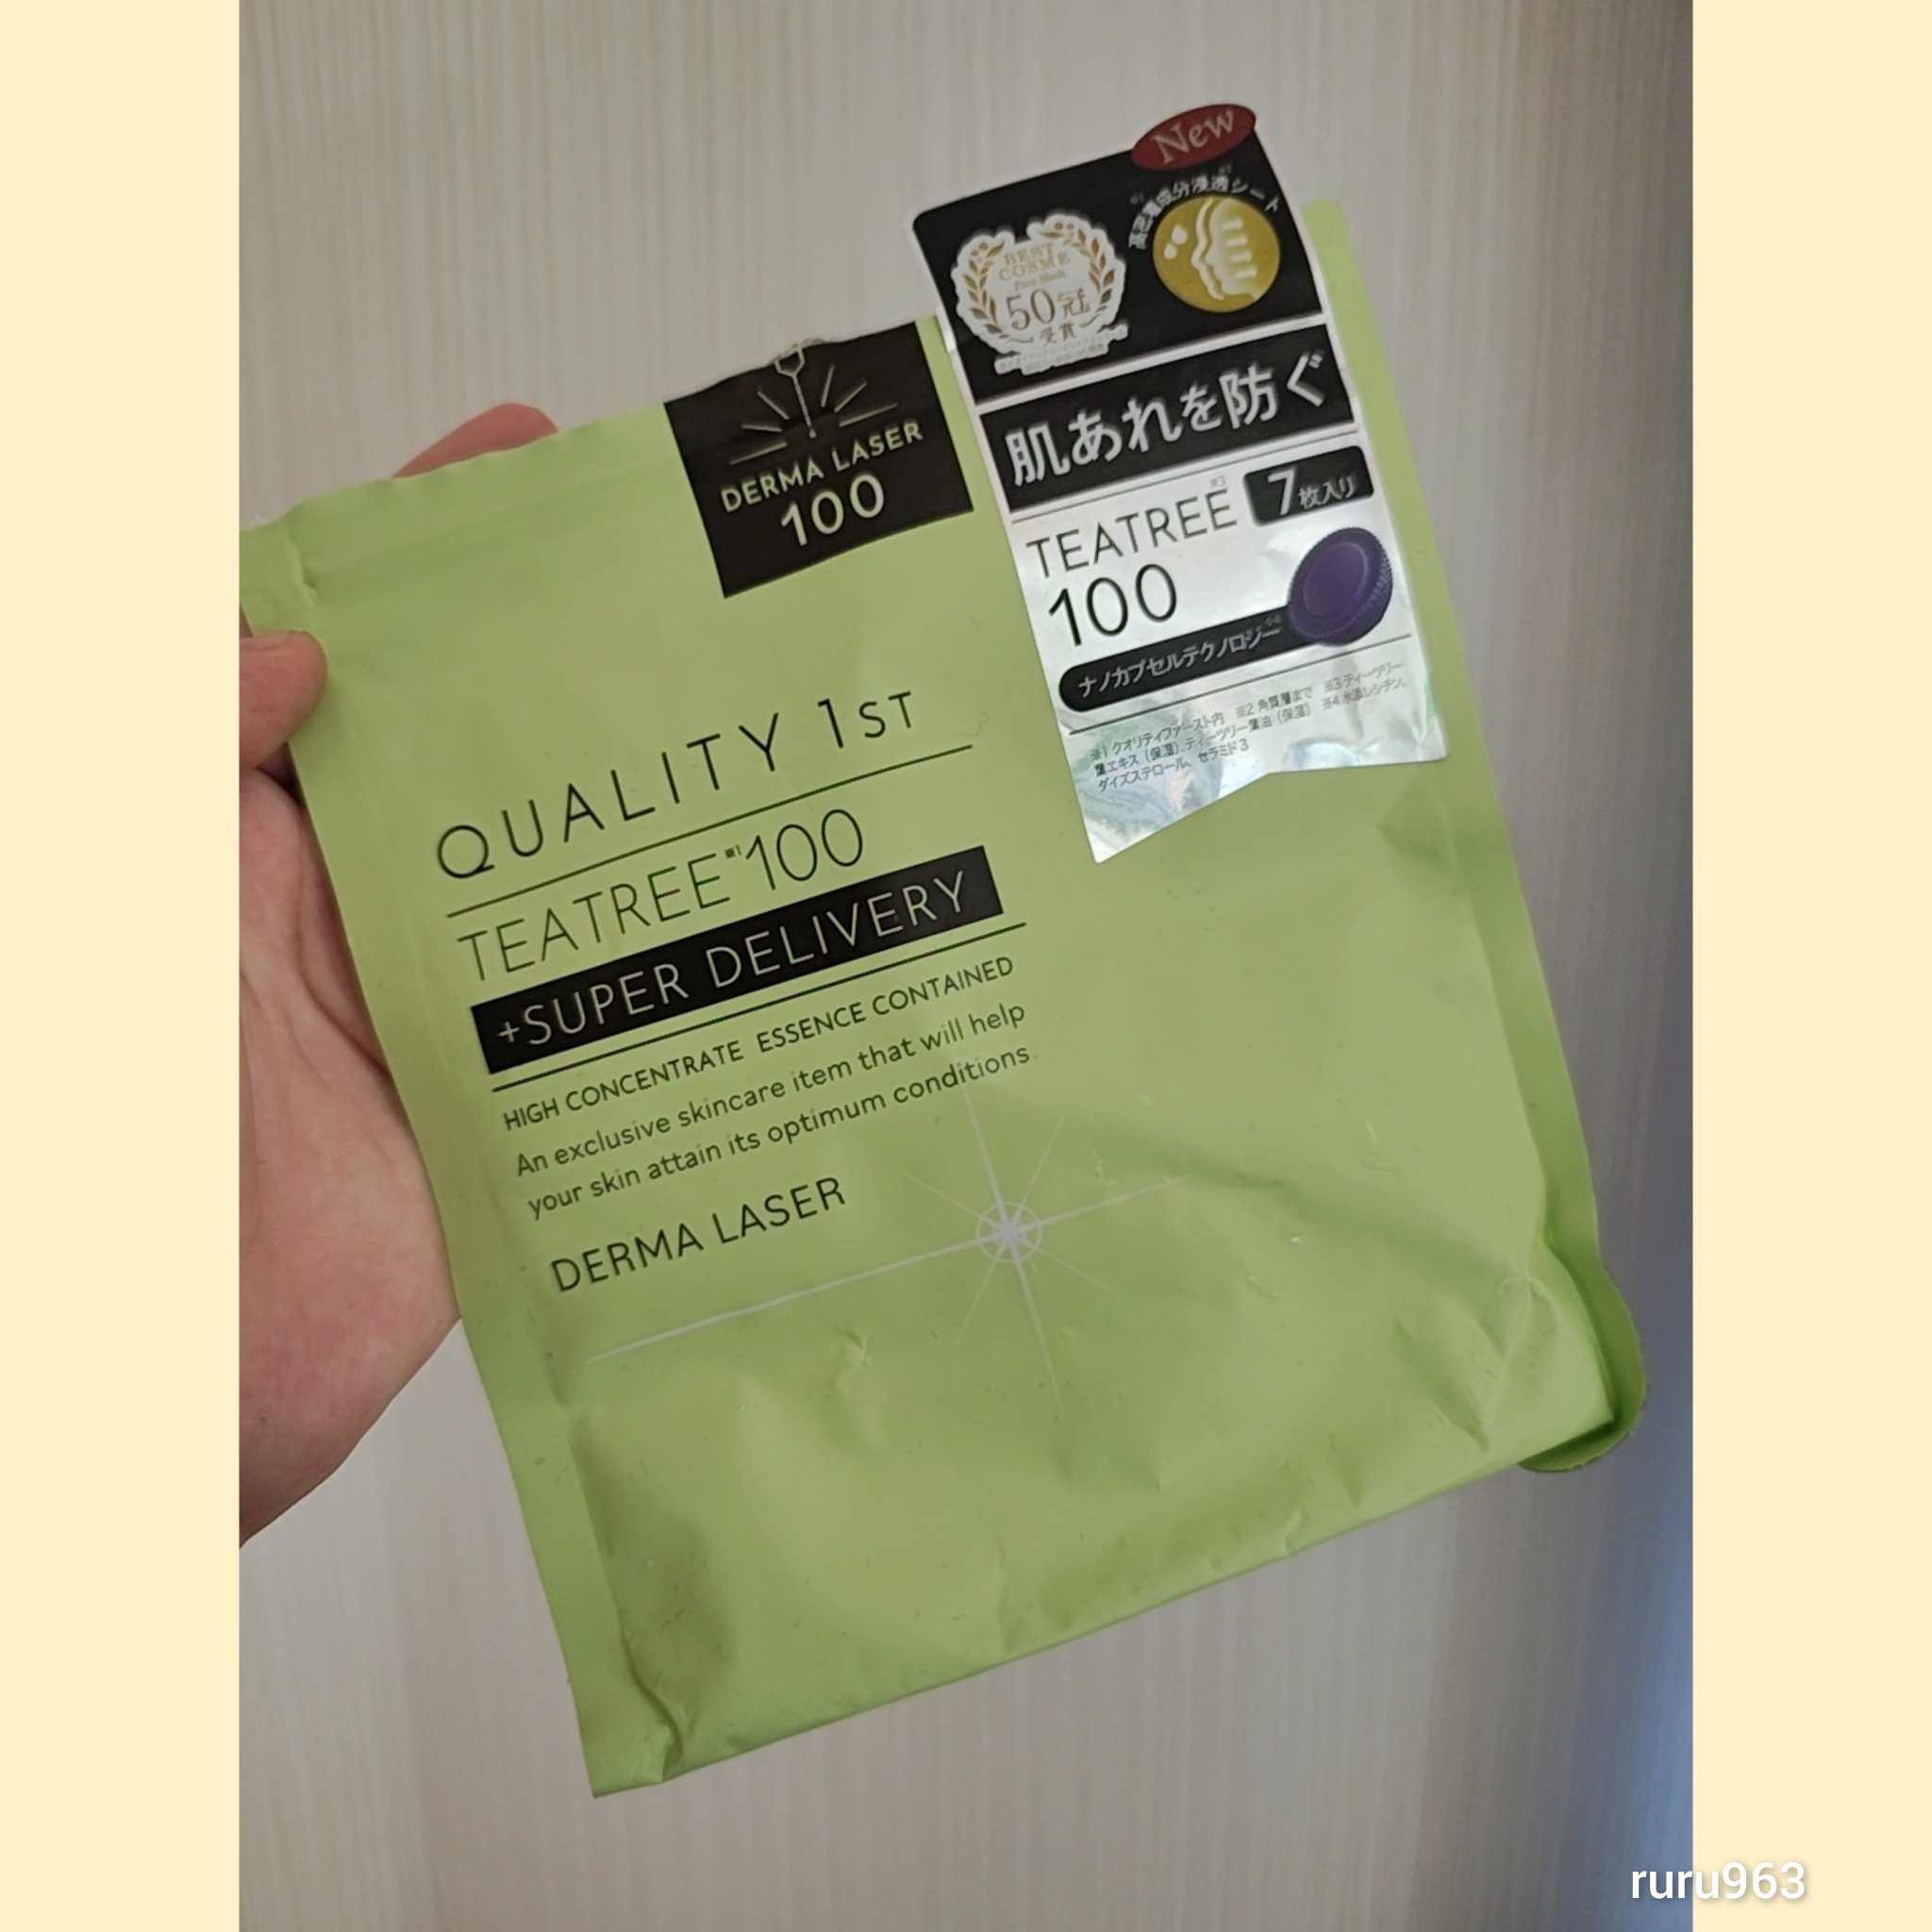 New
高密着成分浸透シート
BEST
COSME
Face Mask
50冠
受賞
肌あれを防ぐ
TEATREE※3
7枚入り
100
ナノカプセルテクノロジー
※1 クオリティファースト内 ※2 角質層まで ※3 ティーツリー
葉エキス（保湿）、ティーツリー葉油（保湿） ※4 水添レシチン、
ダイズステロール、セラミド3
DERMA LASER
100
QUALITY 1ST
TEATREE※1100
+SUPER DELIVERY
HIGH CONCENTRATE ESSENCE CONTAINED
An exclusive skincare item that will help
your skin attain its optimum conditions
DERMA LASER
ruru963